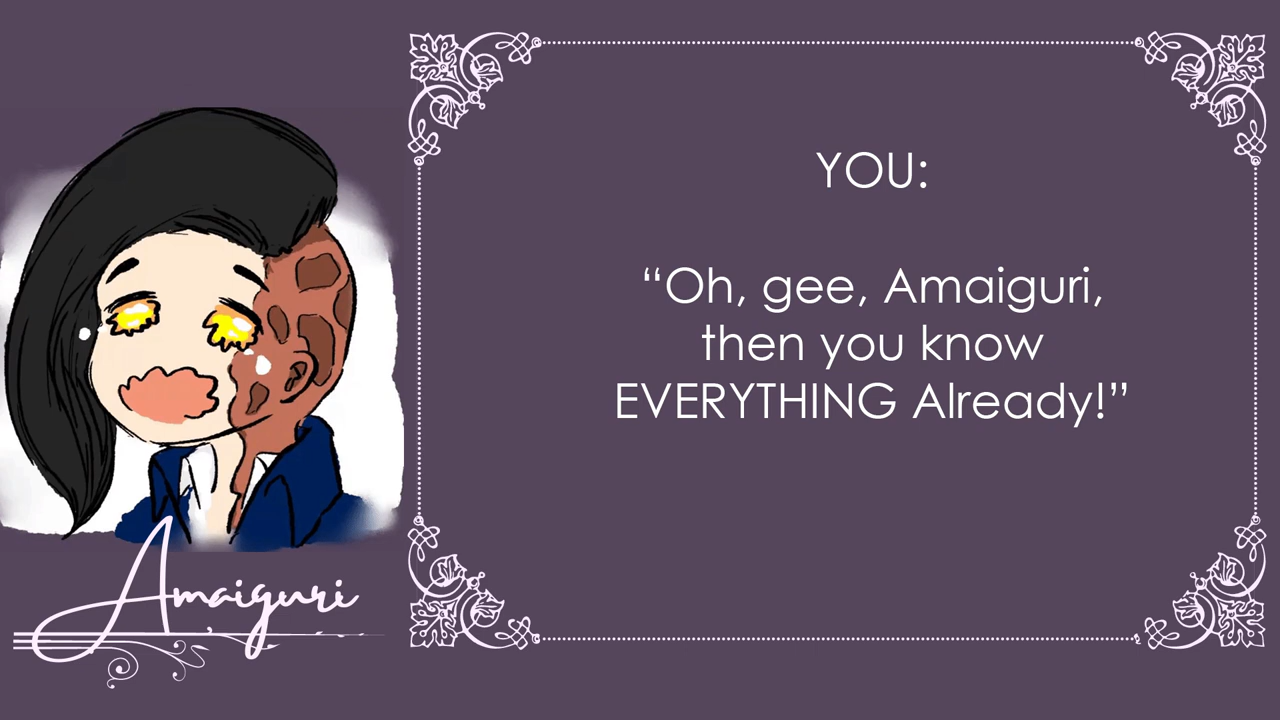 YOU:
“Oh, gee, Amaiguri,
then you know
EVERYTHING Already!”
Amaiguri